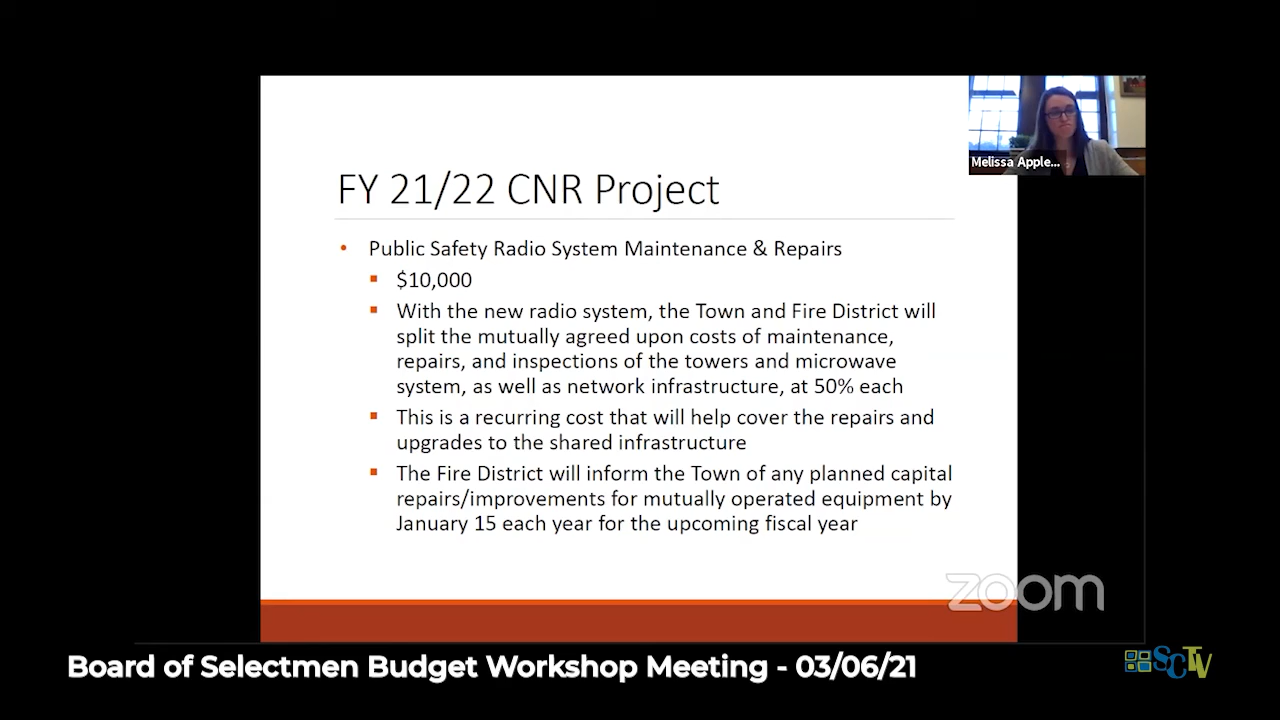 Melissa Apple...
FY 21/22 CNR Project
• Public Safety Radio System Maintenance & Repairs
▪ $10,000
▪ With the new radio system, the Town and Fire District will
split the mutually agreed upon costs of maintenance,
repairs, and inspections of the towers and microwave
system, as well as network infrastructure, at 50% each
▪ This is a recurring cost that will help cover the repairs and
upgrades to the shared infrastructure
▪ The Fire District will inform the Town of any planned capital
repairs/improvements for mutually operated equipment by
January 15 each year for the upcoming fiscal year
zoom
Board of Selectmen Budget Workshop Meeting - 03/06/21
SCTV